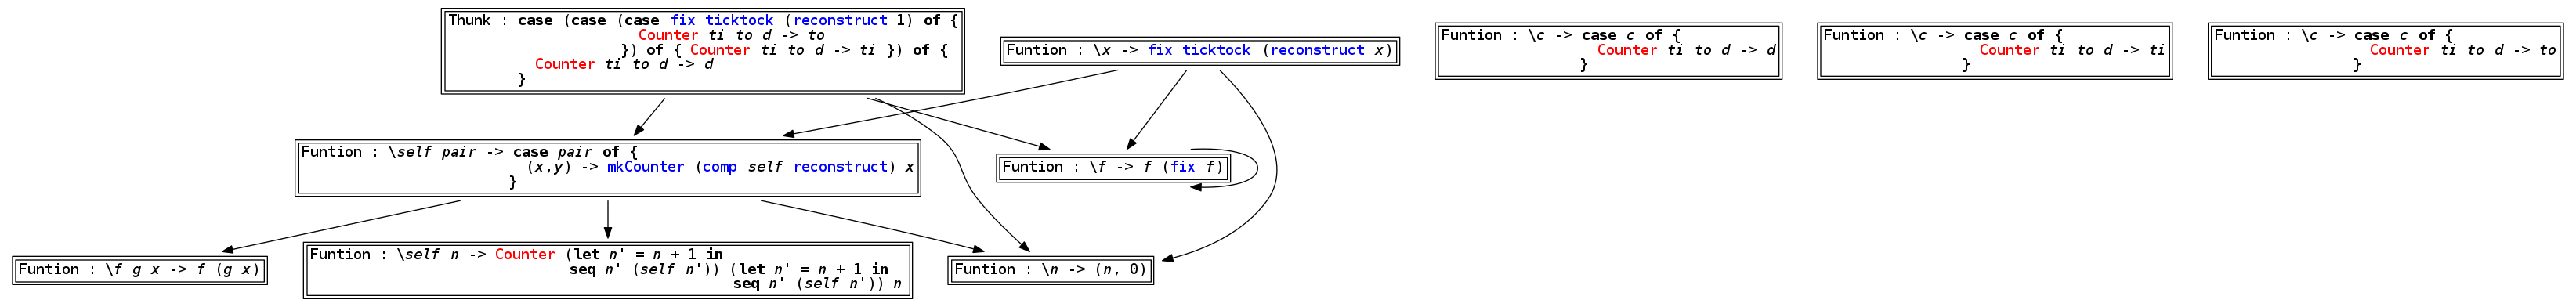 Thunk : case (case (case fix ticktock (reconstruct 1) of {
Counter ti to d -> to
}) of { Counter ti to d -> ti }) of {
Counter ti to d -> d
}
Funtion : \x -> fix ticktock (reconstruct x)
Funtion : \c -> case c of {
Counter ti to d -> d
}
Funtion : \c -> case c of {
Counter ti to d -> ti
}
Funtion : \c -> case c of {
Counter ti to d -> to
}
Funtion : \self pair -> case pair of {
(x,y) -> mkCounter (comp self reconstruct) x
}
Funtion : \f -> f (fix f)
Funtion : \f g x -> f (g x)
Funtion : \self n -> Counter (let n' = n + 1 in
seq n' (self n')) (let n' = n + 1 in
seq n' (self n')) n
Funtion : \n -> (n, 0)